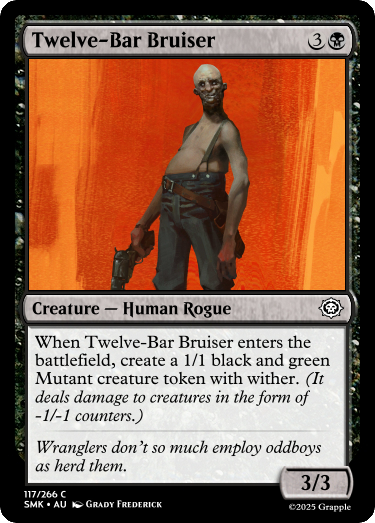 Twelve-Bar Bruiser 3
Creature — Human Rogue
When Twelve-Bar Bruiser enters the
battlefield, create a 1/1 black and green
Mutant creature token with wither. (It
deals damage to creatures in the form of
-1/-1 counters.)
Wranglers don't so much employ oddboys
as herd them.
3/3
117/266 C
SMK • AU Grady Frederick
©2025 Grapple